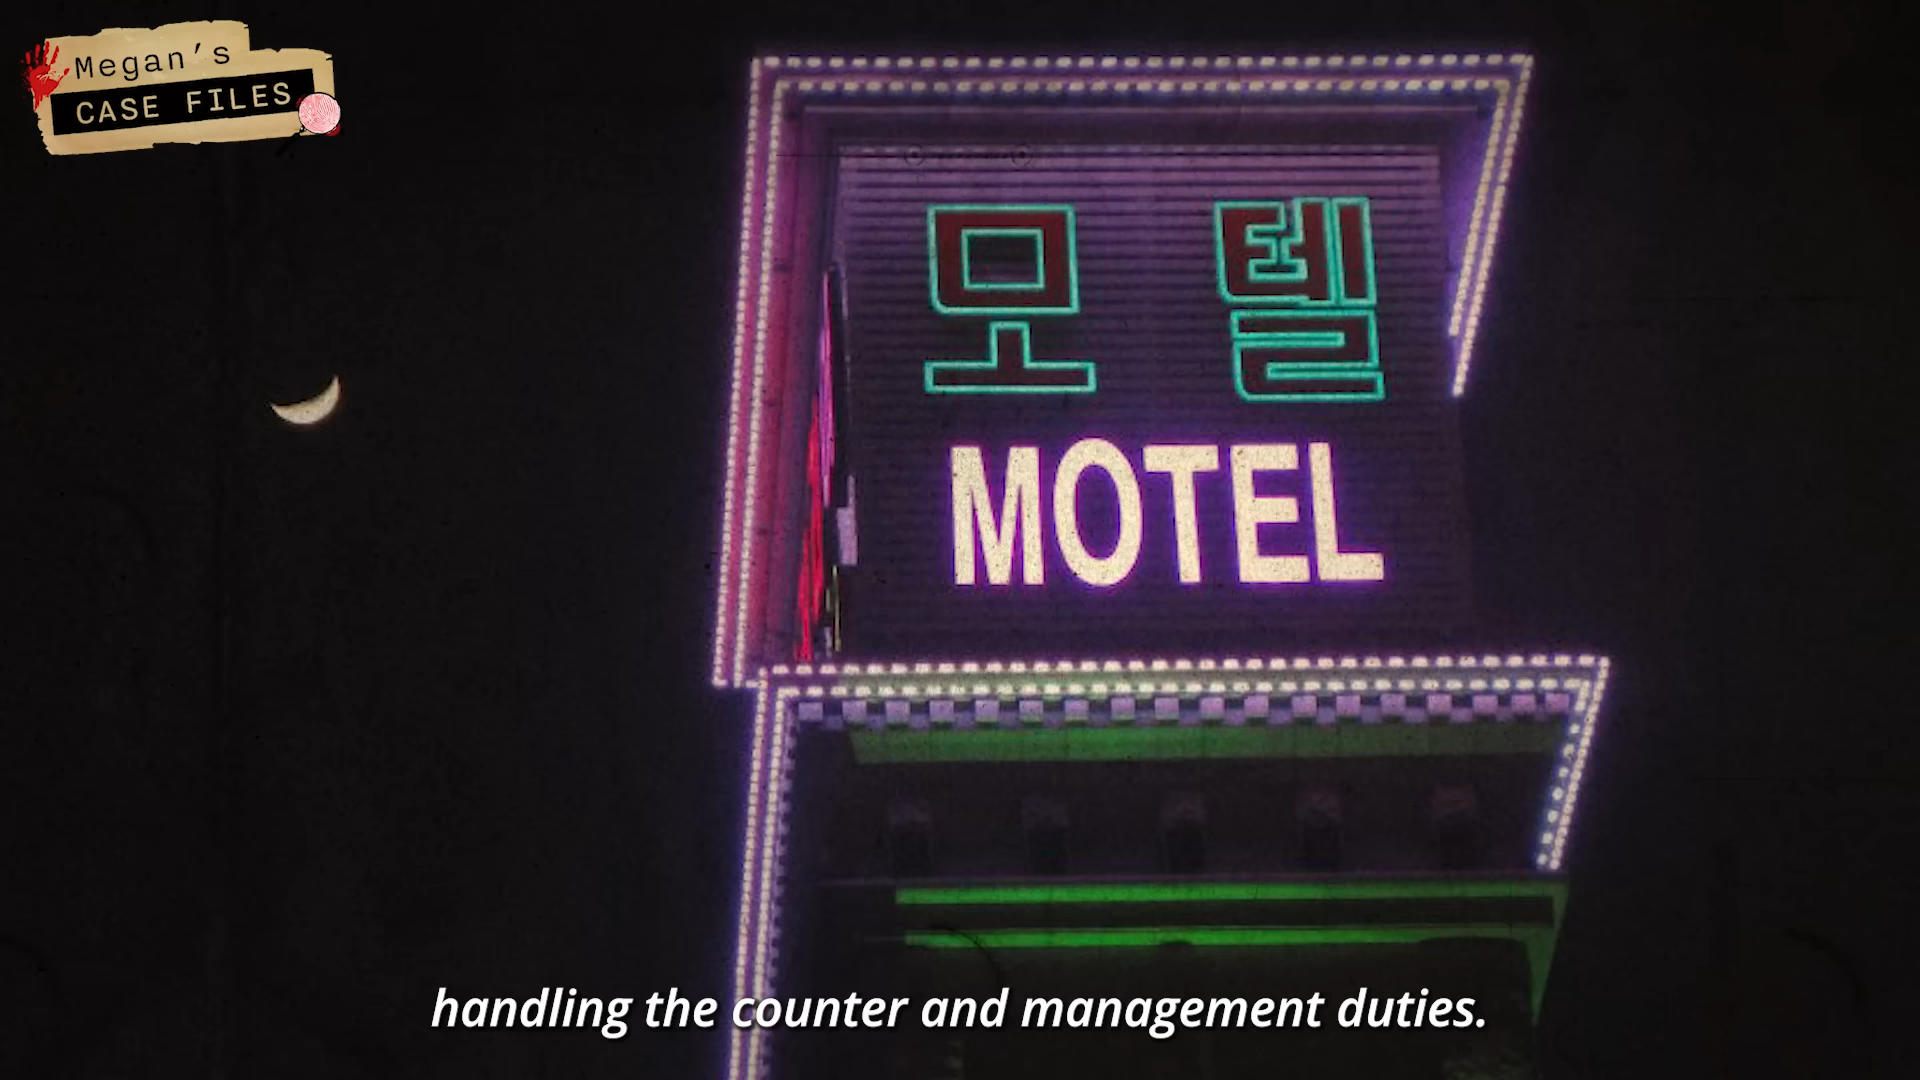 Megan's
CASE FILES
모텔
MOTEL
handling the counter and management duties.